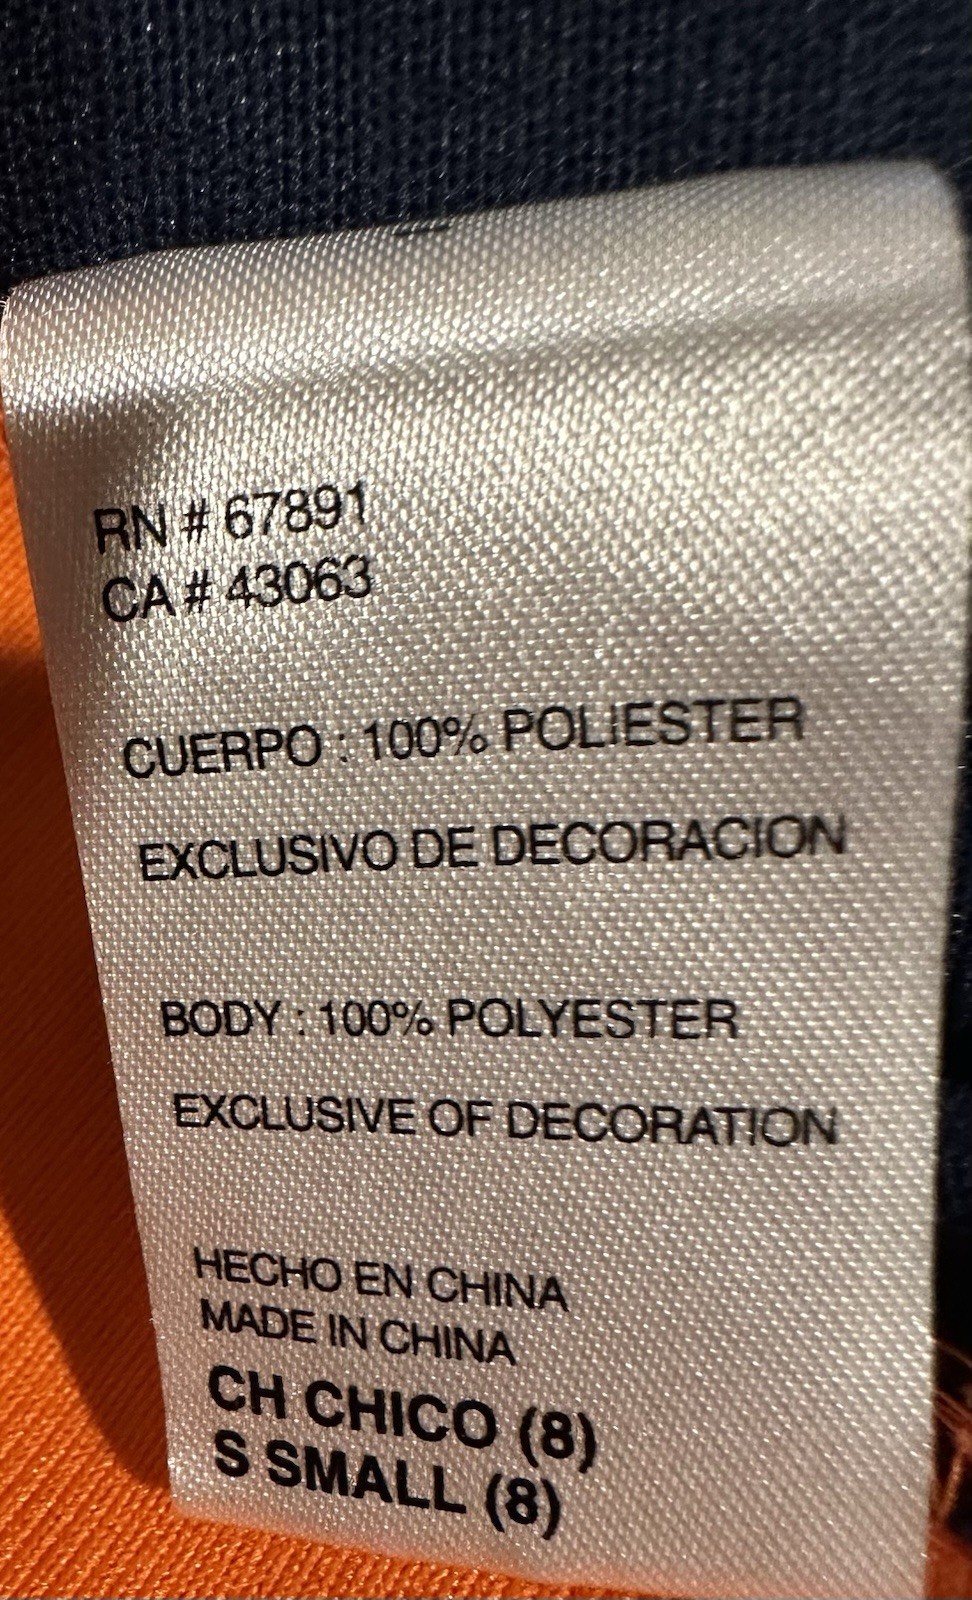 RN # 67891
CA # 43063
CUERPO : 100% POLIESTER
EXCLUSIVO DE DECORACION
BODY : 100% POLYESTER
EXCLUSIVE OF DECORATION
HECHO EN CHINA
MADE IN CHINA
CH CHICO (8)
S SMALL (8)